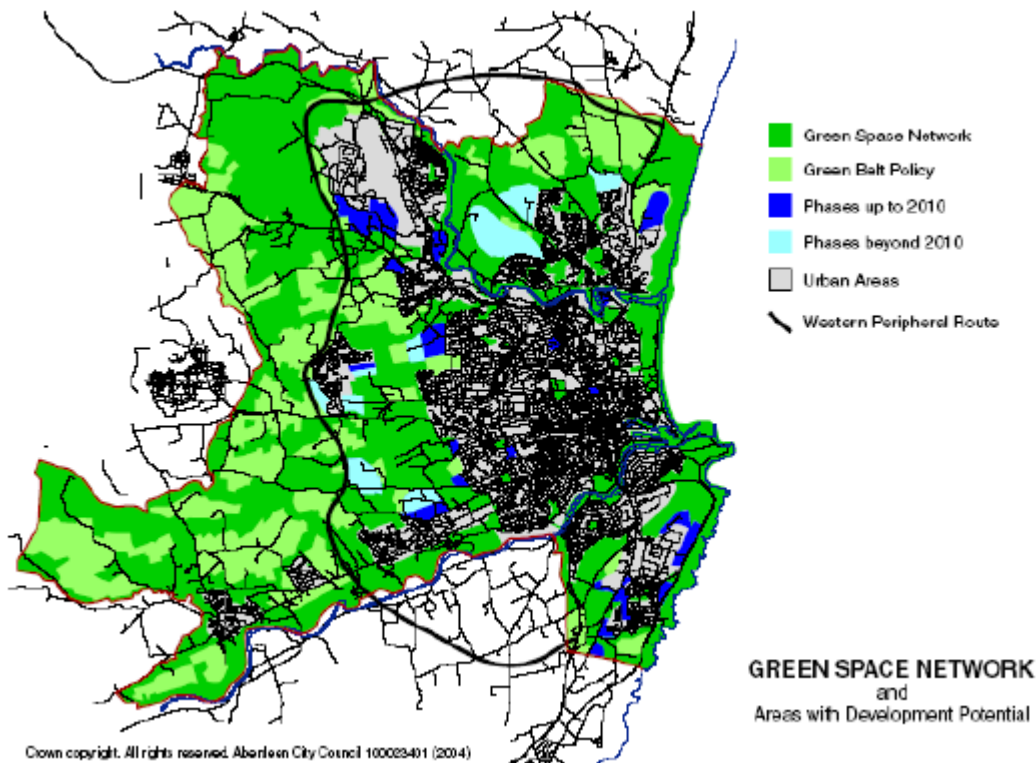 Green Space Network
Green Belt Policy
Phases up to 2010
Phases beyond 2010
Urban Areas
Western Peripheral Route
GREEN SPACE NETWORK
and
Areas with Development Potential
Crown copyright. All rights reserved. Aberdeen City Council 100023401 (2004)